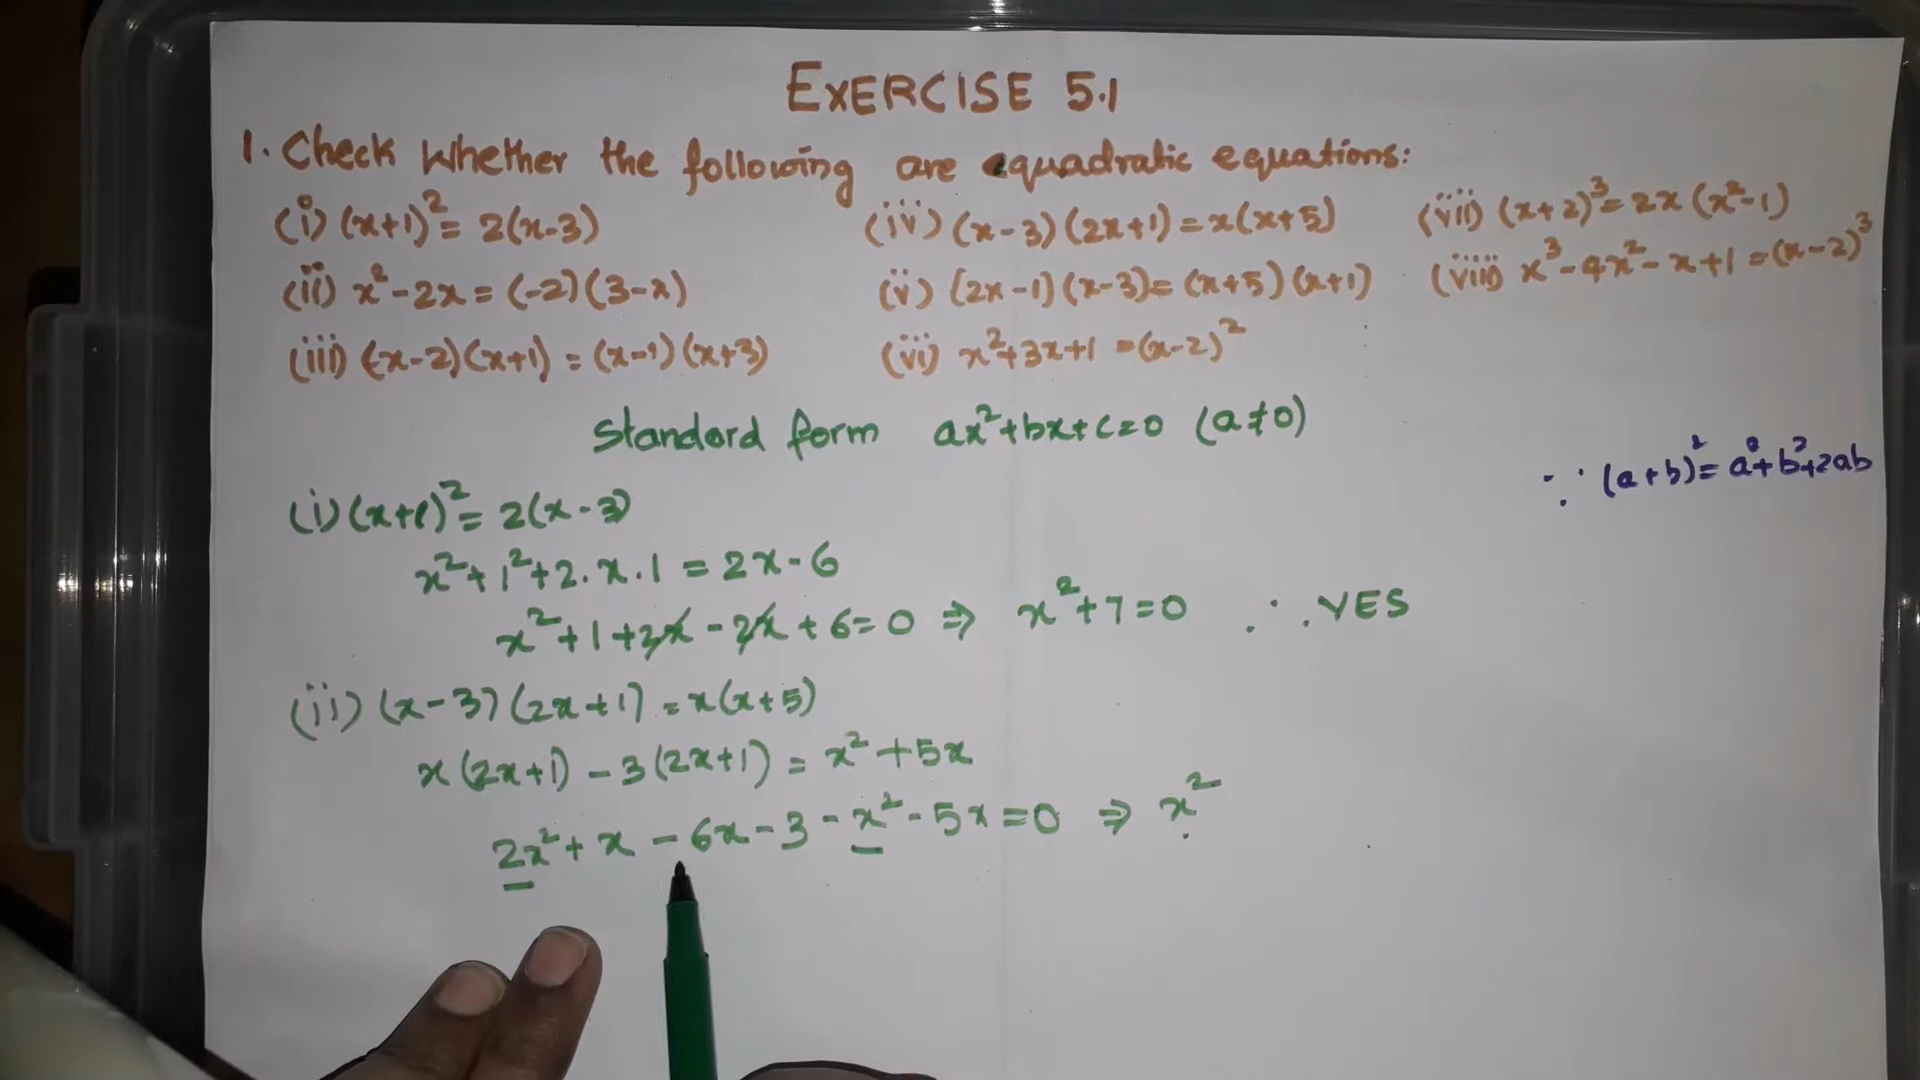 EXERCISE 5.1
1. Check whether the following are quadratic equations:
(i) (x+1)² = 2(x-3)
(ii) x² - 2x = (-2)(3-x)
(iii) (x-2)(x+1) = (x-1)(x+3)
(iv) (x-3)(2x+1) = x(x+5)
(v) (2x-1)(x-3) = (x+5)(x+1)
(vi) x²+3x+1 = (x-2)²
(vii) (x+2)³ = 2x(x²-1)
(viii) x³-4x²-x+1 = (x-2)³
Standard form ax²+bx+c=0 (a≠0)
∵ (a+b)² = a²+b²+2ab
(i) (x+1)² = 2(x-3)
x²+1²+2.x.1 = 2x-6
x²+1+2x-2x+6=0 ⇒ x²+7=0 ∴ YES
(ii) (x-3)(2x+1) = x(x+5)
x(2x+1) - 3(2x+1) = x²+5x
2x²+x-6x-3-x²-5x=0 ⇒ x²